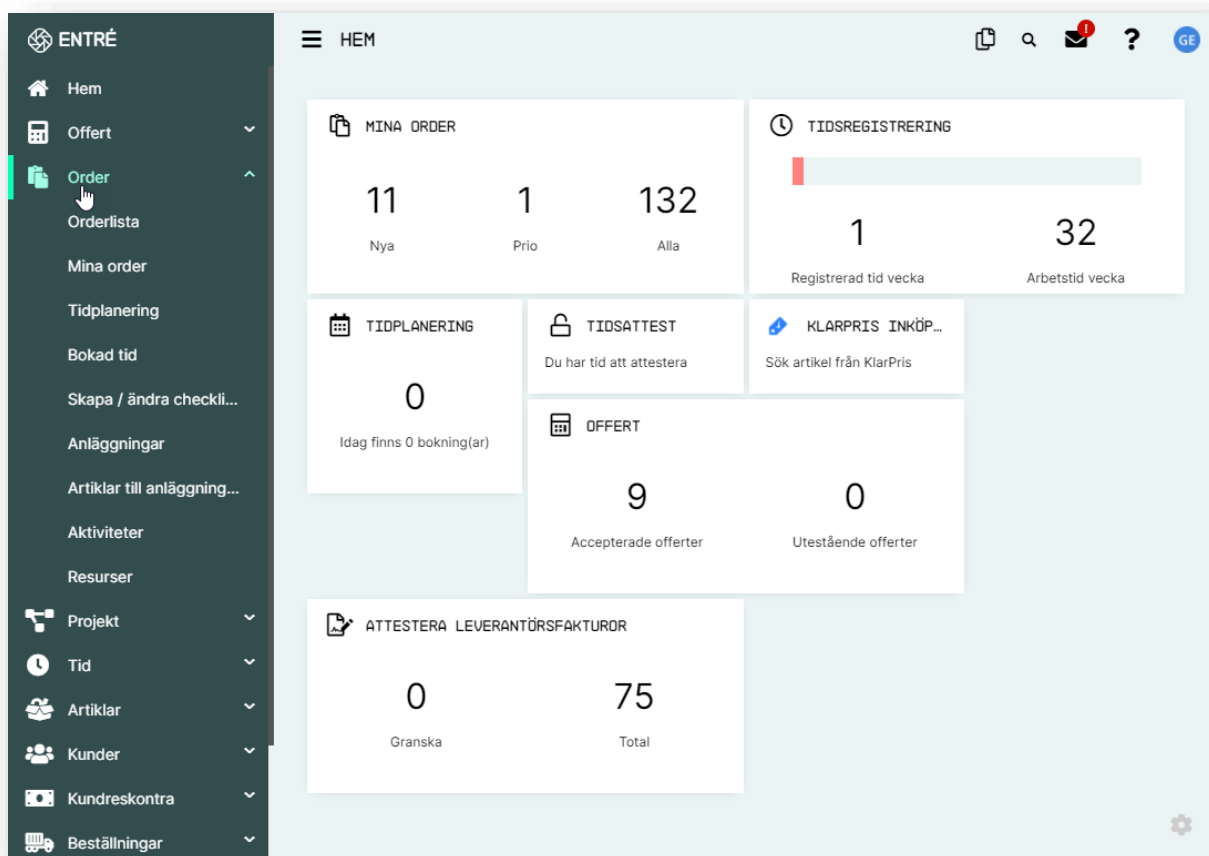 ENTRÉ
HEM
!
?
GE
Hem
Offert
Order
Orderlista
Mina order
Tidplanering
Bokad tid
Skapa / ändra checkli...
Anläggningar
Artiklar till anläggning...
Aktiviteter
Resurser
Projekt
Tid
Artiklar
Kunder
Kundreskontra
Beställningar
MINA ORDER
11 1 132
Nya Prio Alla
TIDSREGISTRERING
1 32
Registrerad tid vecka Arbetstid vecka
TIDPLANERING
0
Idag finns 0 bokning(ar)
TIDSATTEST
Du har tid att attestera
KLARPRIS INKÖP…
Sök artikel från KlarPris
OFFERT
9 0
Accepterade offerter Utestående offerter
ATTESTERA LEVERANTÖRSFAKTUROR
0 75
Granska Total